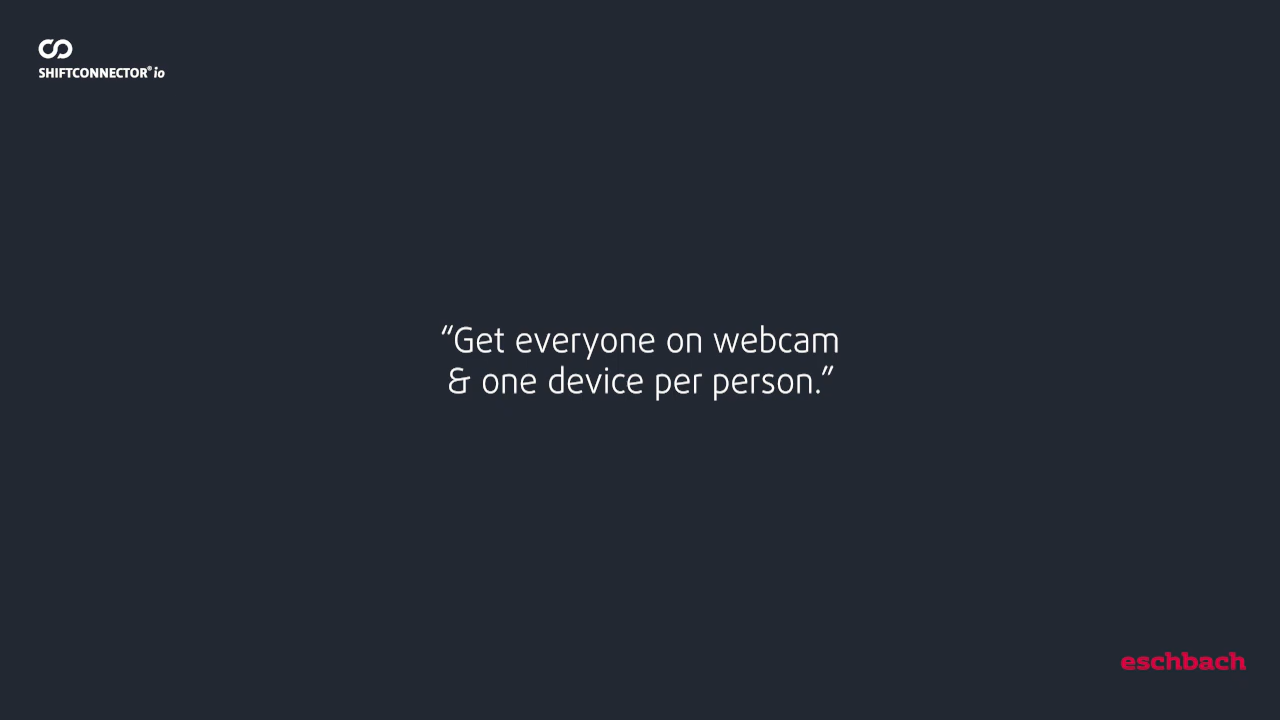 SHIFTCONNECTOR® io
“Get everyone on webcam
& one device per person.”
eschbach